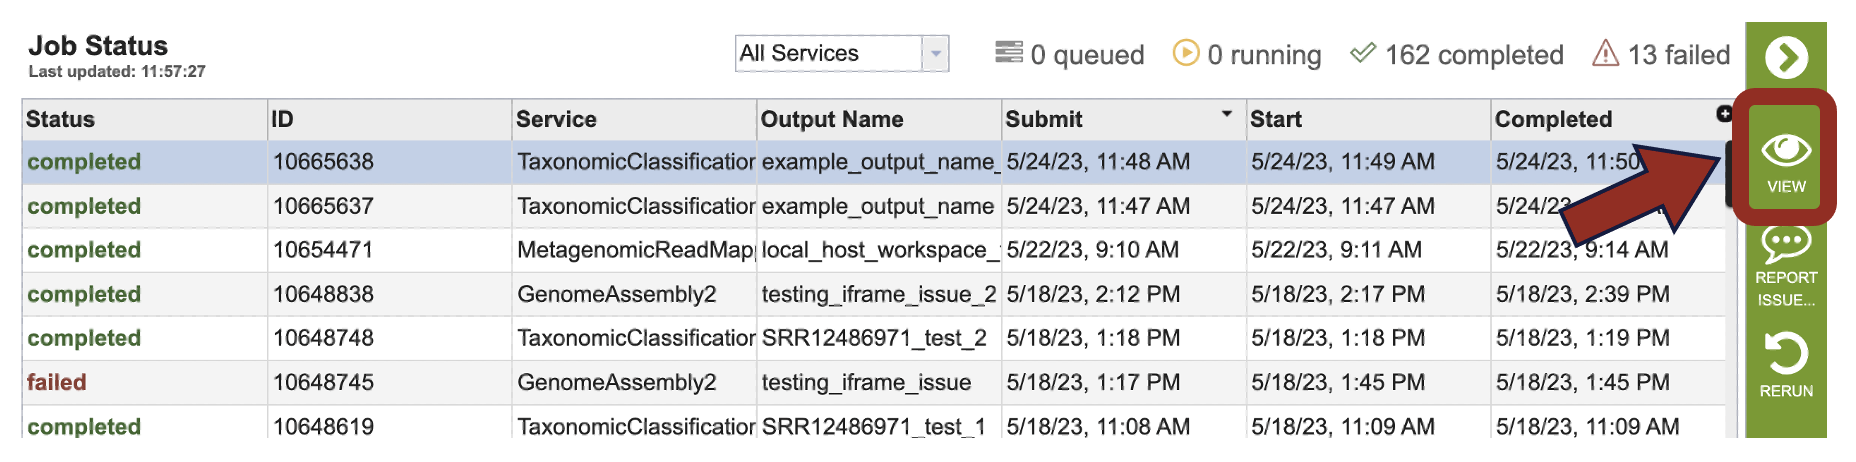 Job Status
Last updated: 11:57:27
All Services
0 queued 0 running 162 completed 13 failed
Status ID Service Output Name Submit Start Completed
completed 10665638 TaxonomicClassification example_output_name_ 5/24/23, 11:48 AM 5/24/23, 11:49 AM 5/24/23, 11:50
completed 10665637 TaxonomicClassification example_output_name 5/24/23, 11:47 AM 5/24/23, 11:47 AM 5/24/23,
completed 10654471 MetagenomicReadMapp local_host_workspace_ 5/22/23, 9:10 AM 5/22/23, 9:11 AM 5/22/23, 9:14 AM
completed 10648838 GenomeAssembly2 testing_iframe_issue_2 5/18/23, 2:12 PM 5/18/23, 2:17 PM 5/18/23, 2:39 PM
completed 10648748 TaxonomicClassification SRR12486971_test_2 5/18/23, 1:18 PM 5/18/23, 1:18 PM 5/18/23, 1:19 PM
failed 10648745 GenomeAssembly2 testing_iframe_issue 5/18/23, 1:17 PM 5/18/23, 1:45 PM 5/18/23, 1:45 PM
completed 10648619 TaxonomicClassification SRR12486971_test_1 5/18/23, 11:08 AM 5/18/23, 11:09 AM 5/18/23, 11:09 AM
VIEW
REPORT
ISSUE...
RERUN